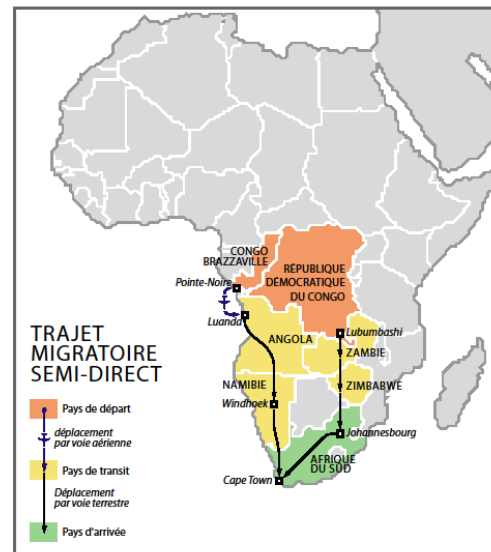 CONGO
BRAZZAVILLE
RÉPUBLIQUE
DÉMOCRATIQUE
DU CONGO
Pointe-Noire
Luanda
Lubumbashi
ANGOLA
ZAMBIE
NAMIBIE
ZIMBABWE
Windhoek
Johannesbourg
AFRIQUE
DU SUD
Cape Town
TRAJET
MIGRATOIRE
SEMI-DIRECT
Pays de départ
déplacement
par voie aérienne
Pays de transit
Déplacement
par voie terrestre
Pays d'arrivée